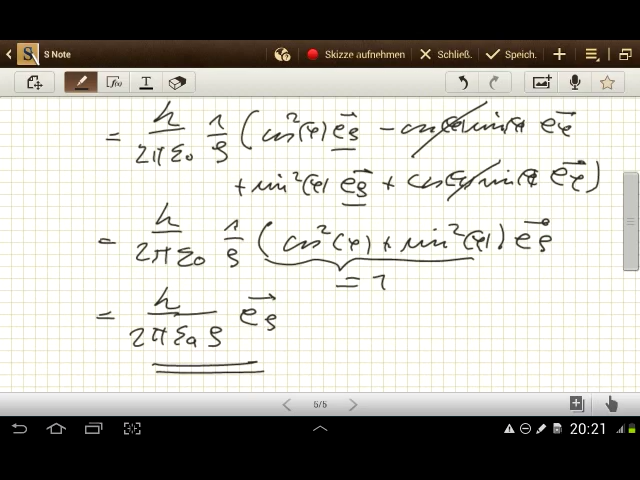 S Note
Skizze aufnehmen
Schließ.
Speich.
f(x)
T
= λ/(2πε₀) 1/ρ (cos²(φ) e⃗ρ − cos(φ) sin(φ) e⃗φ
+ sin²(φ) e⃗ρ + cos(φ) sin(φ) e⃗φ)
= λ/(2πε₀) 1/ρ (cos²(φ) + sin²(φ)) e⃗ρ
= 1
= λ/(2πε₀ρ) e⃗ρ
5/5
20:21